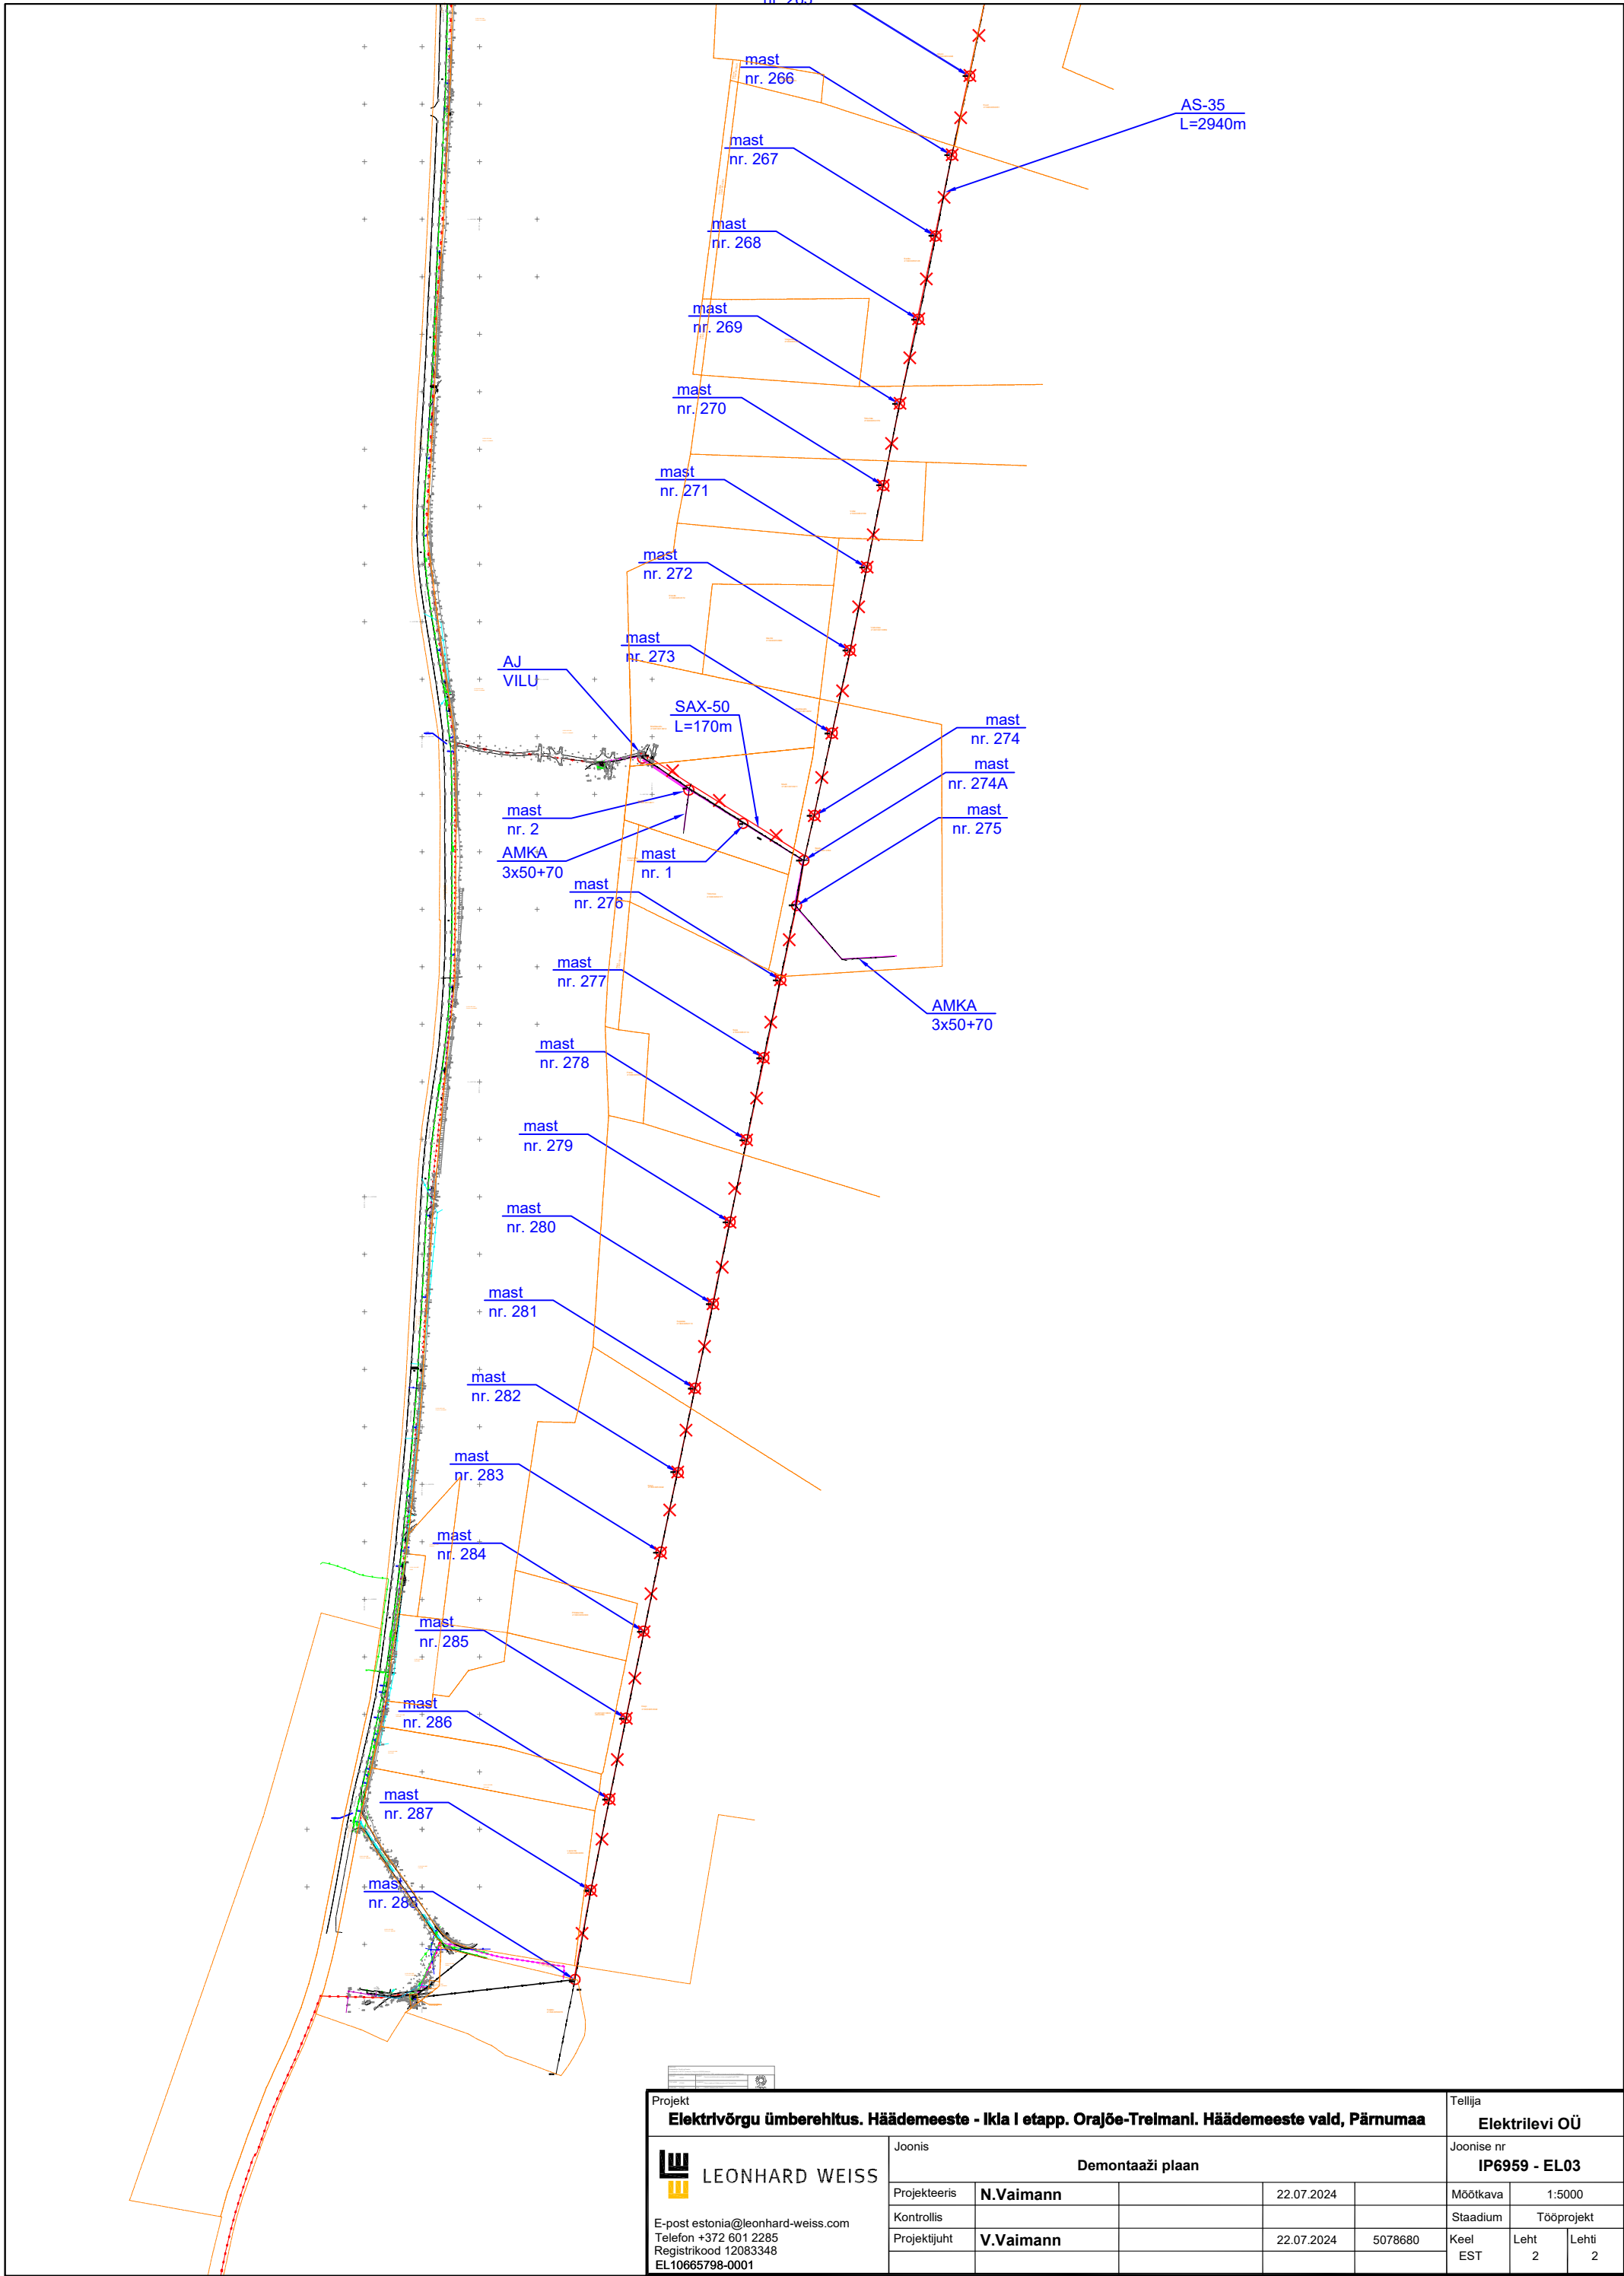 mast
nr. 266
AS-35
L=2940m
mast
nr. 267
mast
nr. 268
mast
nr. 269
mast
nr. 270
mast
nr. 271
mast
nr. 272
mast
nr. 273
AJ
VILU
SAX-50
L=170m
mast
nr. 274
mast
nr. 274A
mast
nr. 275
mast
nr. 2
AMKA
3x50+70
mast
nr. 1
mast
nr. 276
mast
nr. 277
AMKA
3x50+70
mast
nr. 278
mast
nr. 279
mast
nr. 280
mast
nr. 281
mast
nr. 282
mast
nr. 283
mast
nr. 284
mast
nr. 285
mast
nr. 286
mast
nr. 287
mast
nr. 288
Projekt
Elektrivõrgu ümberehitus. Häädemeeste - Ikla I etapp. Orajõe-Treimani. Häädemeeste vald, Pärnumaa
Tellija
Elektrilevi OÜ
LEONHARD WEISS
Joonis
Demontaaži plaan
Joonise nr
IP6959 - EL03
Projekteeris N.Vaimann 22.07.2024
Mõõtkava 1:5000
Kontrollis
Staadium Tööprojekt
Projektijuht V.Vaimann 22.07.2024 5078680
Keel Leht Lehti
EST 2 2
E-post estonia@leonhard-weiss.com
Telefon +372 601 2285
Registrikood 12083348
EL10665798-0001